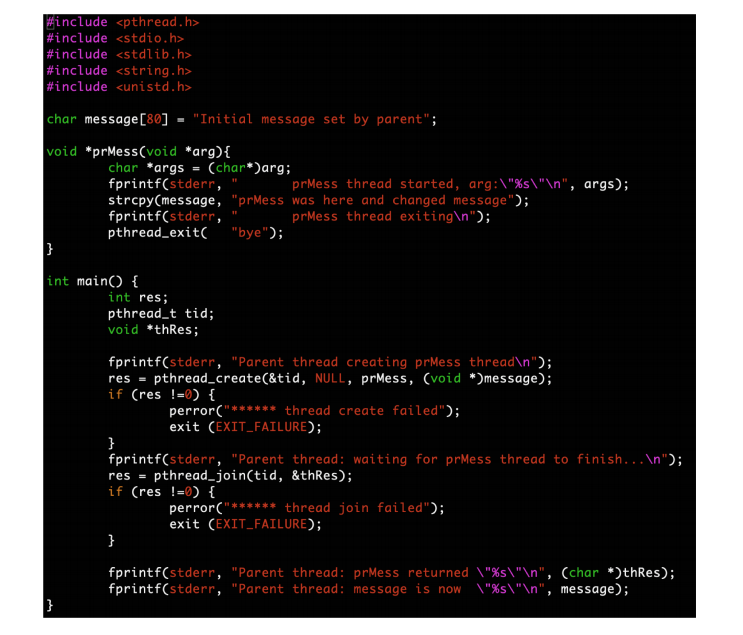 #include <pthread.h>
#include <stdio.h>
#include <stdlib.h>
#include <string.h>
#include <unistd.h>

char message[80] = "Initial message set by parent";

void *prMess(void *arg){
        char *args = (char*)arg;
        fprintf(stderr, "       prMess thread started, arg:\"%s\"\n", args);
        strcpy(message, "prMess was here and changed message");
        fprintf(stderr, "       prMess thread exiting\n");
        pthread_exit(   "bye");
}

int main() {
        int res;
        pthread_t tid;
        void *thRes;

        fprintf(stderr, "Parent thread creating prMess thread\n");
        res = pthread_create(&tid, NULL, prMess, (void *)message);
        if (res !=0) {
                perror("****** thread create failed");
                exit (EXIT_FAILURE);
        }
        fprintf(stderr, "Parent thread: waiting for prMess thread to finish...\n");
        res = pthread_join(tid, &thRes);
        if (res !=0) {
                perror("****** thread join failed");
                exit (EXIT_FAILURE);
        }

        fprintf(stderr, "Parent thread: prMess returned \"%s\"\n", (char *)thRes);
        fprintf(stderr, "Parent thread: message is now  \"%s\"\n", message);
}